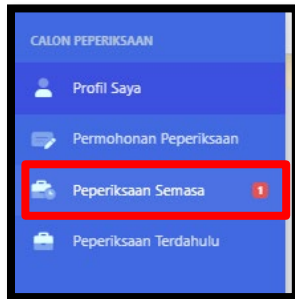 CALON PEPERIKSAAN
Profil Saya
Permohonan Peperiksaan
Peperiksaan Semasa 1
Peperiksaan Terdahulu